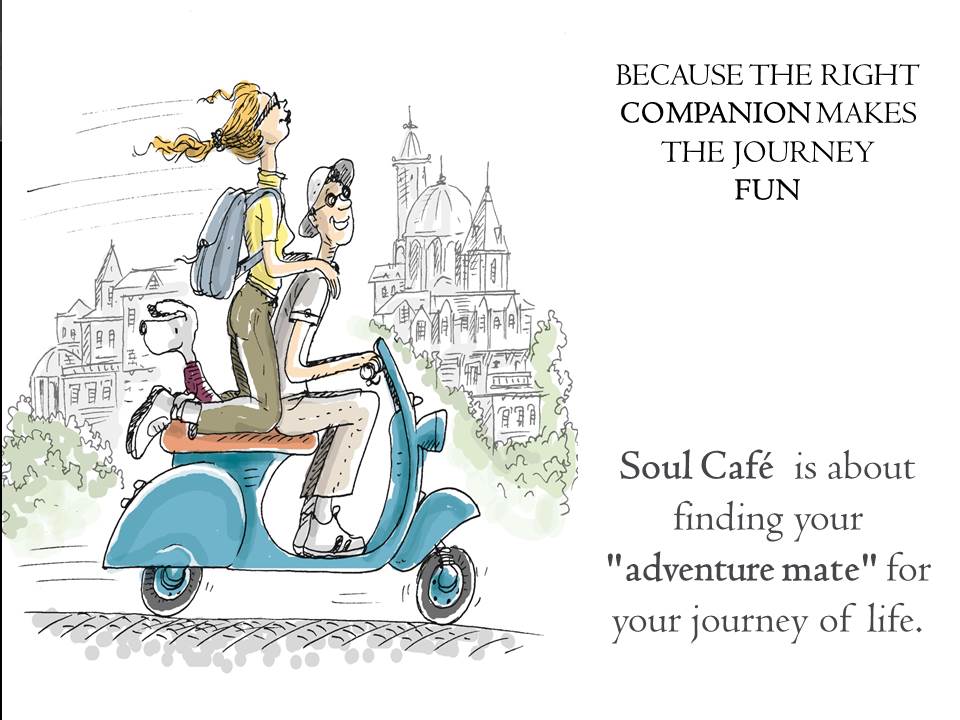 BECAUSE THE RIGHT
COMPANION MAKES
THE JOURNEY
FUN
Soul Café is about
finding your
"adventure mate" for
your journey of life.